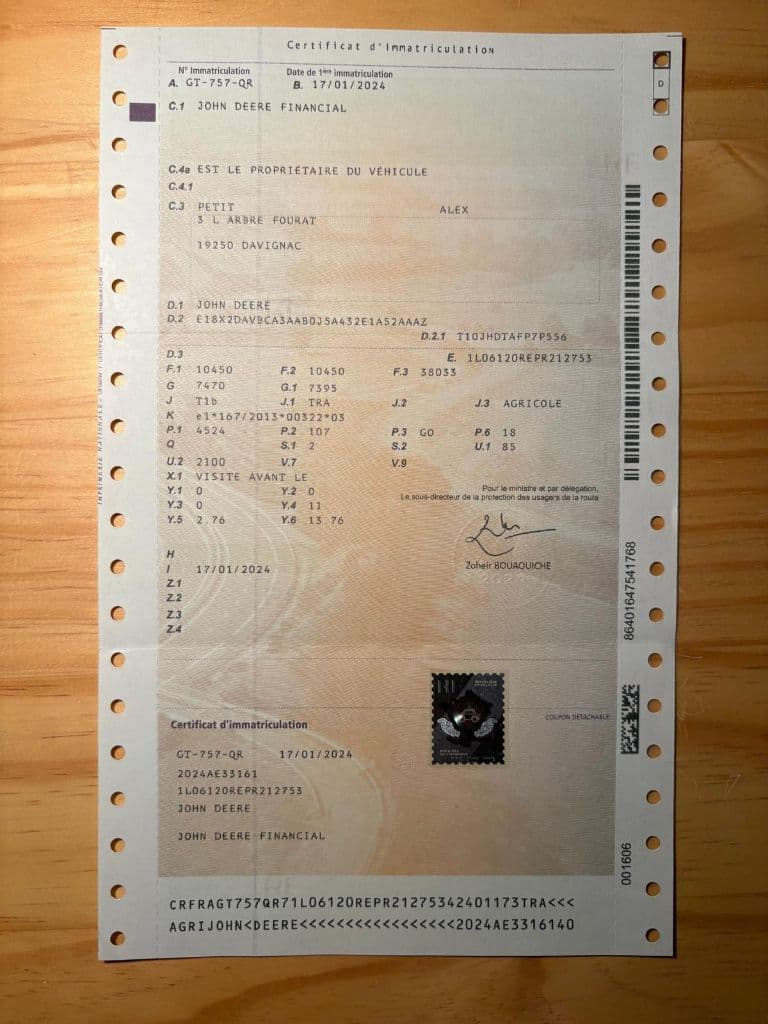 Certificat d'immatriculation
N° Immatriculation Date de 1ère immatriculation
A. GT-757-QR B. 17/01/2024
D
C.1 JOHN DEERE FINANCIAL
C.4a EST LE PROPRIÉTAIRE DU VÉHICULE
C.4.1
C.3 PETIT ALEX
3 L ARBRE FOURAT
19250 DAVIGNAC
D.1 JOHN DEERE
D.2 E18X2DAVBCA3AAB0J5A432E1A52AAAZ
D.2.1 T10JHDTAFP7P556
D.3 E. 1L06120REPR212753
F.1 10450 F.2 10450 F.3 38033
G 7470 G.1 7395
J T1b J.1 TRA J.2 J.3 AGRICOLE
K e1*167/2013*00322*03
P.1 4524 P.2 107 P.3 GO P.6 18
Q S.1 2 S.2 U.1 85
U.2 2100 V.7 V.9
X.1 VISITE AVANT LE
Y.1 0 Y.2 0
Y.3 0 Y.4 11
Y.5 2.76 Y.6 13.76
Pour le ministre et par délégation,
Le sous-directeur de la protection des usagers de la route
Zoheir BOUAOUICHE
H
I 17/01/2024
Z.1
Z.2
Z.3
Z.4
86401647541768
COUPON DÉTACHABLE
Certificat d'immatriculation
GT-757-QR 17/01/2024
2024AE33161
1L06120REPR212753
JOHN DEERE
JOHN DEERE FINANCIAL
001606
CRFRAGT757QR71L06120REPR21275342401173TRA<<<
AGRIJOHN<DEERE<<<<<<<<<<<<<<<<<2024AE3316140